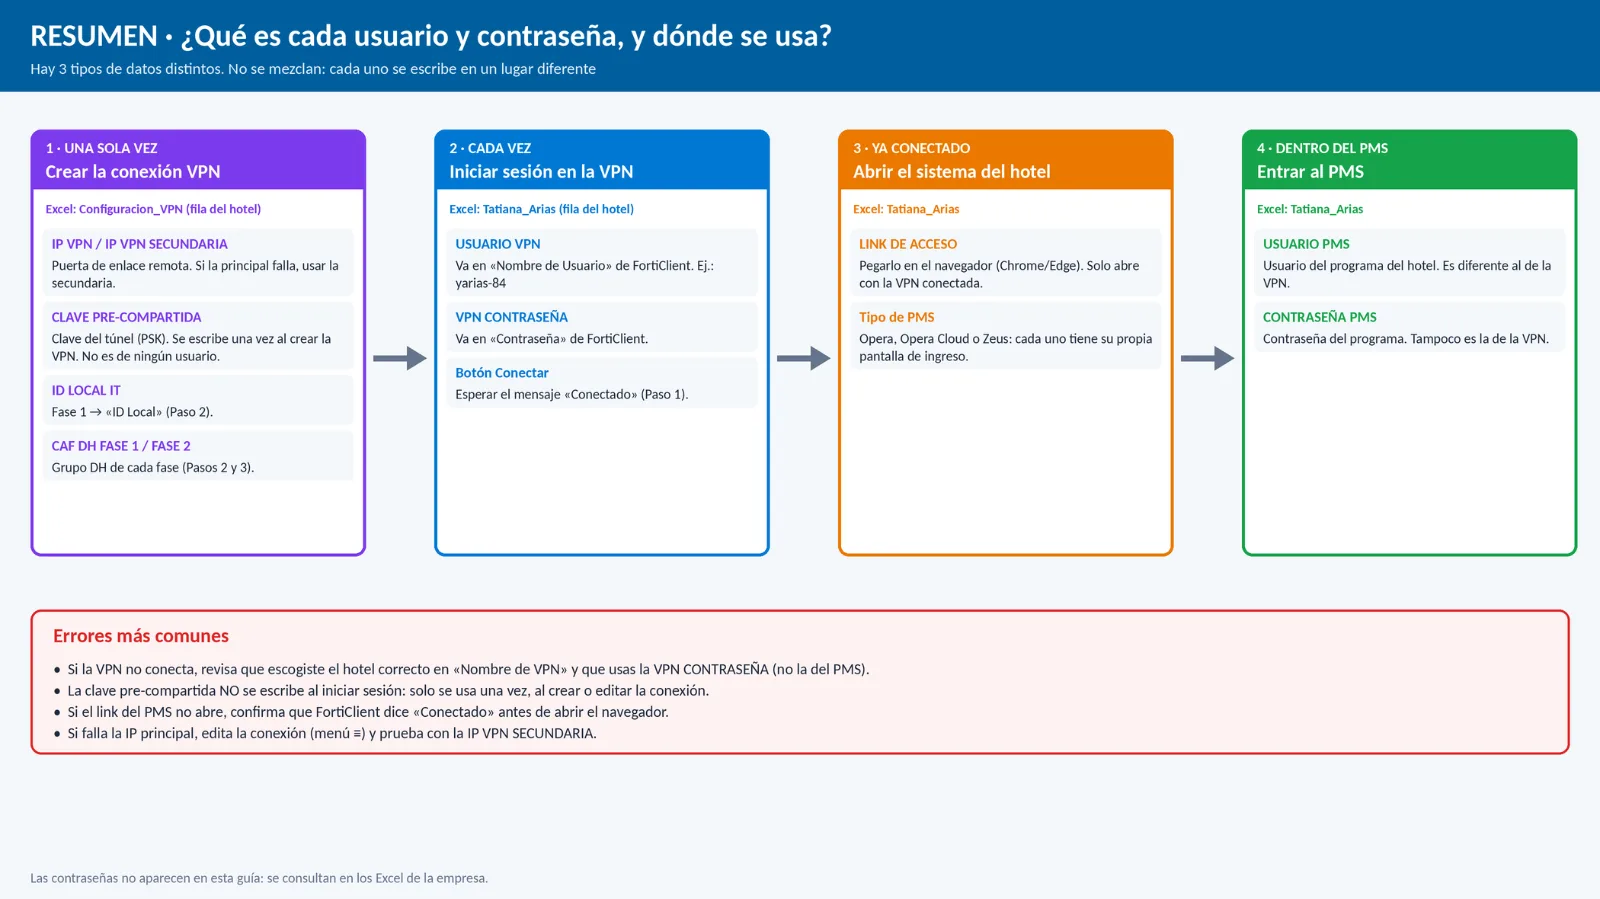 RESUMEN · ¿Qué es cada usuario y contraseña, y dónde se usa?
Hay 3 tipos de datos distintos. No se mezclan: cada uno se escribe en un lugar diferente
1 · UNA SOLA VEZ
Crear la conexión VPN
Excel: Configuracion_VPN (fila del hotel)
IP VPN / IP VPN SECUNDARIA
Puerta de enlace remota. Si la principal falla, usar la
secundaria.
CLAVE PRE-COMPARTIDA
Clave del túnel (PSK). Se escribe una vez al crear la
VPN. No es de ningún usuario.
ID LOCAL IT
Fase 1 → «ID Local» (Paso 2).
CAF DH FASE 1 / FASE 2
Grupo DH de cada fase (Pasos 2 y 3).
2 · CADA VEZ
Iniciar sesión en la VPN
Excel: Tatiana_Arias (fila del hotel)
USUARIO VPN
Va en «Nombre de Usuario» de FortiClient. Ej.:
yarias-84
VPN CONTRASEÑA
Va en «Contraseña» de FortiClient.
Botón Conectar
Esperar el mensaje «Conectado» (Paso 1).
3 · YA CONECTADO
Abrir el sistema del hotel
Excel: Tatiana_Arias
LINK DE ACCESO
Pegarlo en el navegador (Chrome/Edge). Solo abre
con la VPN conectada.
Tipo de PMS
Opera, Opera Cloud o Zeus: cada uno tiene su propia
pantalla de ingreso.
4 · DENTRO DEL PMS
Entrar al PMS
Excel: Tatiana_Arias
USUARIO PMS
Usuario del programa del hotel. Es diferente al de la
VPN.
CONTRASEÑA PMS
Contraseña del programa. Tampoco es la de la VPN.
Errores más comunes
• Si la VPN no conecta, revisa que escogiste el hotel correcto en «Nombre de VPN» y que usas la VPN CONTRASEÑA (no la del PMS).
• La clave pre-compartida NO se escribe al iniciar sesión: solo se usa una vez, al crear o editar la conexión.
• Si el link del PMS no abre, confirma que FortiClient dice «Conectado» antes de abrir el navegador.
• Si falla la IP principal, edita la conexión (menú ≡) y prueba con la IP VPN SECUNDARIA.
Las contraseñas no aparecen en esta guía: se consultan en los Excel de la empresa.